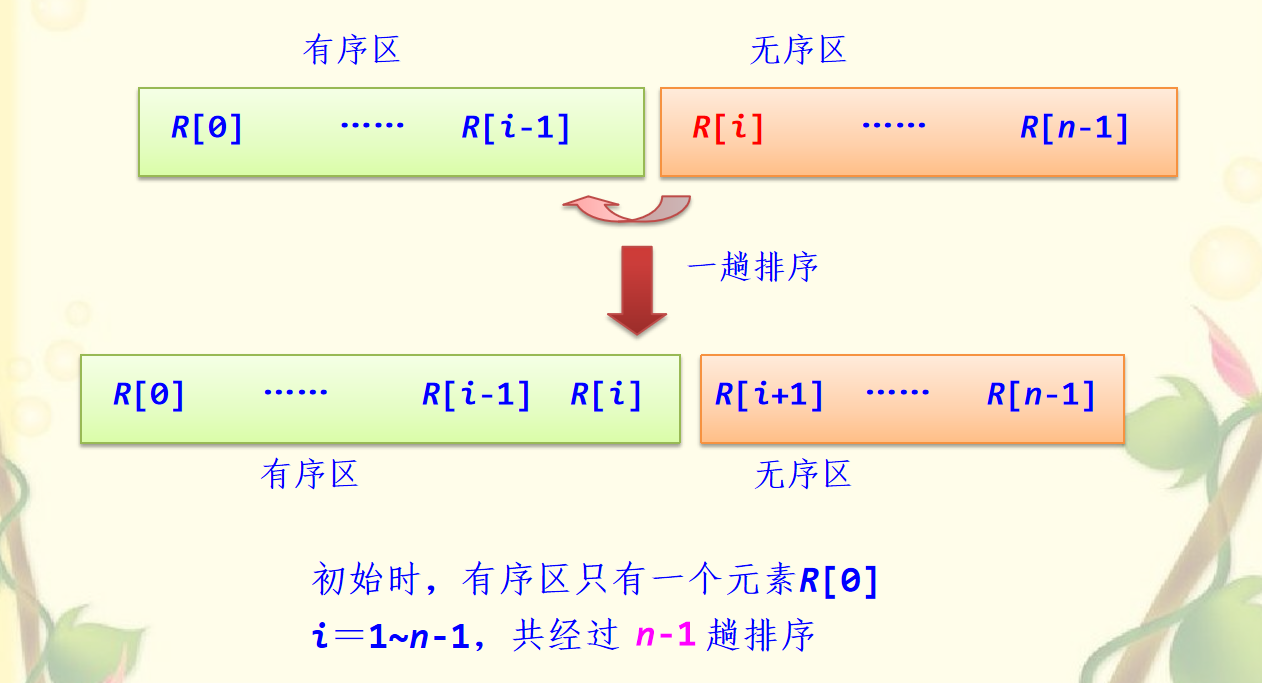 有序区 无序区
R[0] …… R[i-1] R[i] …… R[n-1]
一趟排序
R[0] …… R[i-1] R[i] R[i+1] …… R[n-1]
有序区 无序区
初始时，有序区只有一个元素R[0]
i＝1~n-1，共经过 n-1 趟排序